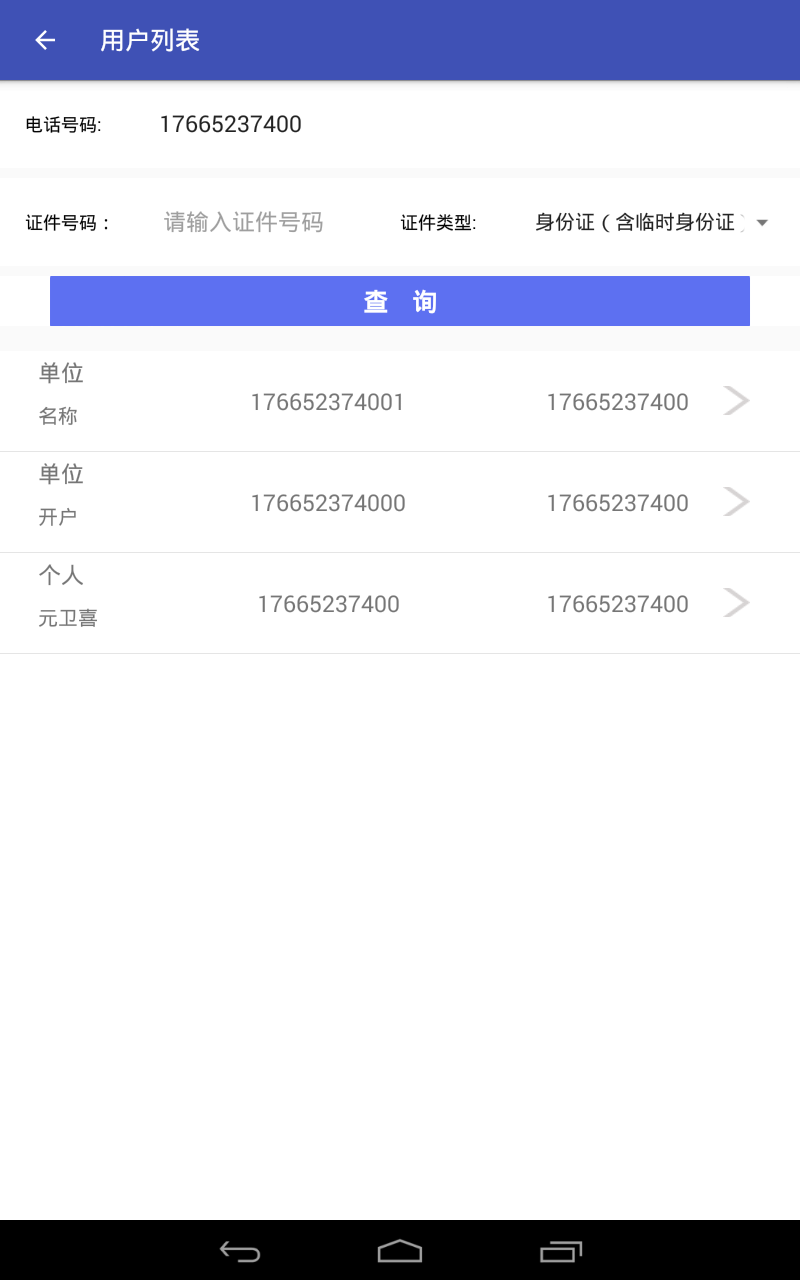 用户列表
电话号码: 17665237400
证件号码： 请输入证件号码 证件类型: 身份证（含临时身份证）
查 询
单位
名称 176652374001 17665237400
单位
开户 176652374000 17665237400
个人
元卫喜 17665237400 17665237400